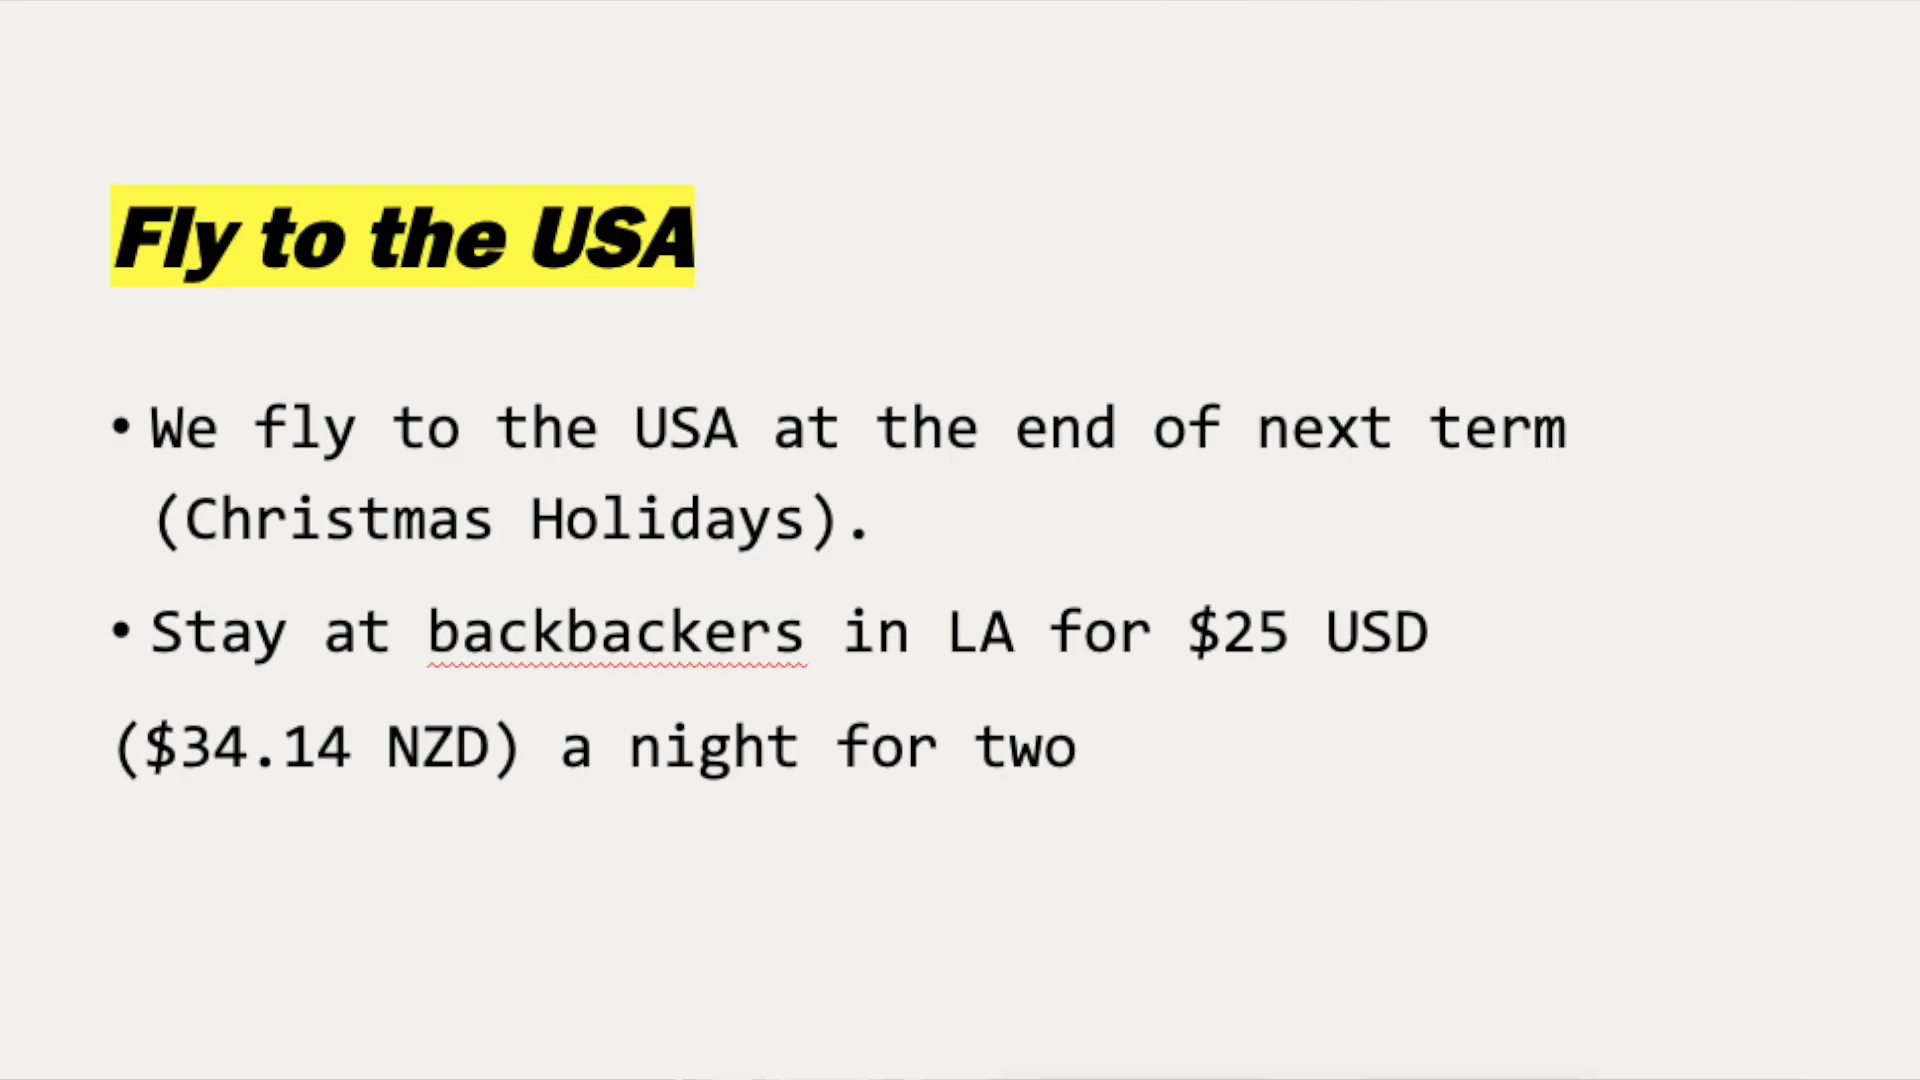 Fly to the USA
• We fly to the USA at the end of next term
(Christmas Holidays).
• Stay at backbackers in LA for $25 USD
($34.14 NZD) a night for two